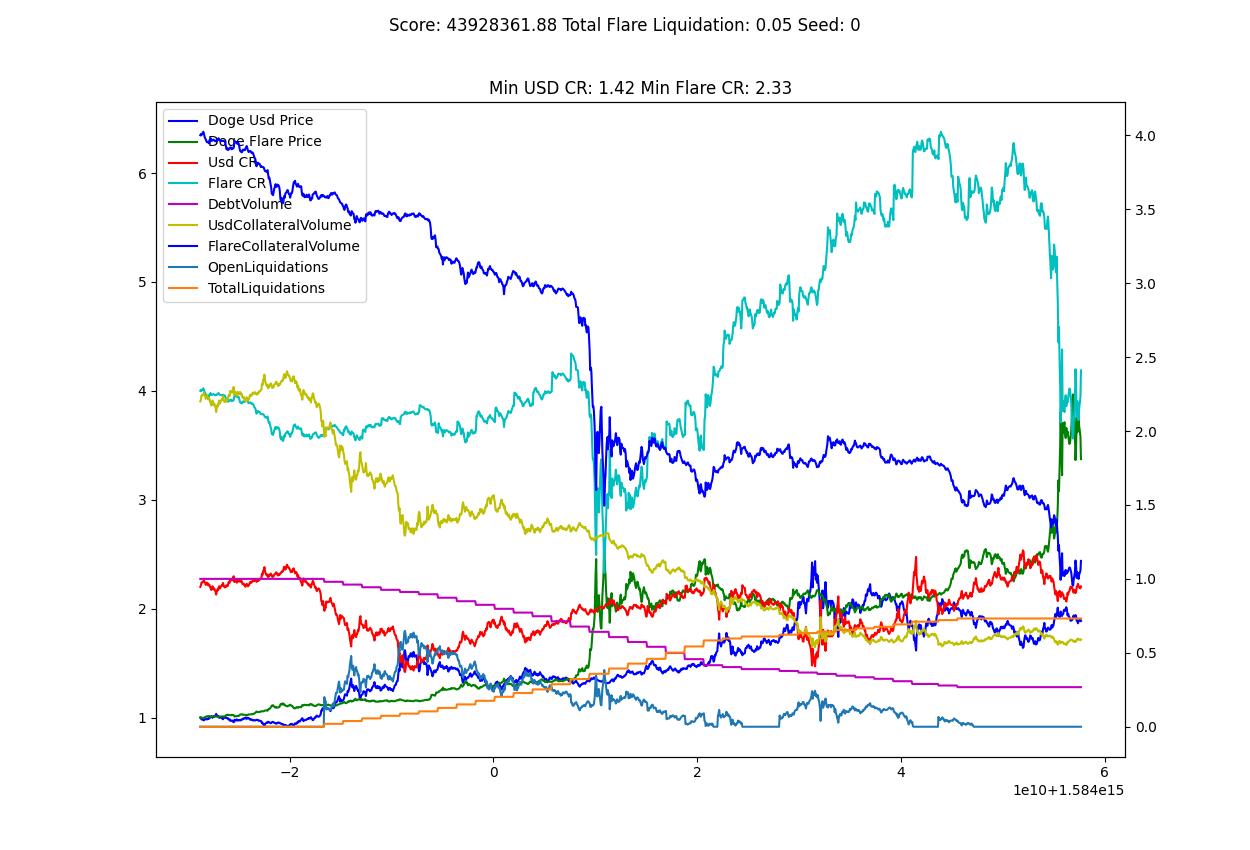 Score: 43928361.88 Total Flare Liquidation: 0.05 Seed: 0
Min USD CR: 1.42 Min Flare CR: 2.33
Doge Usd Price
Doge Flare Price
Usd CR
Flare CR
DebtVolume
UsdCollateralVolume
FlareCollateralVolume
OpenLiquidations
TotalLiquidations
6
5
4
3
2
1
4.0
3.5
3.0
2.5
2.0
1.5
1.0
0.5
0.0
−2
0
2
4
6
1e10+1.584e15